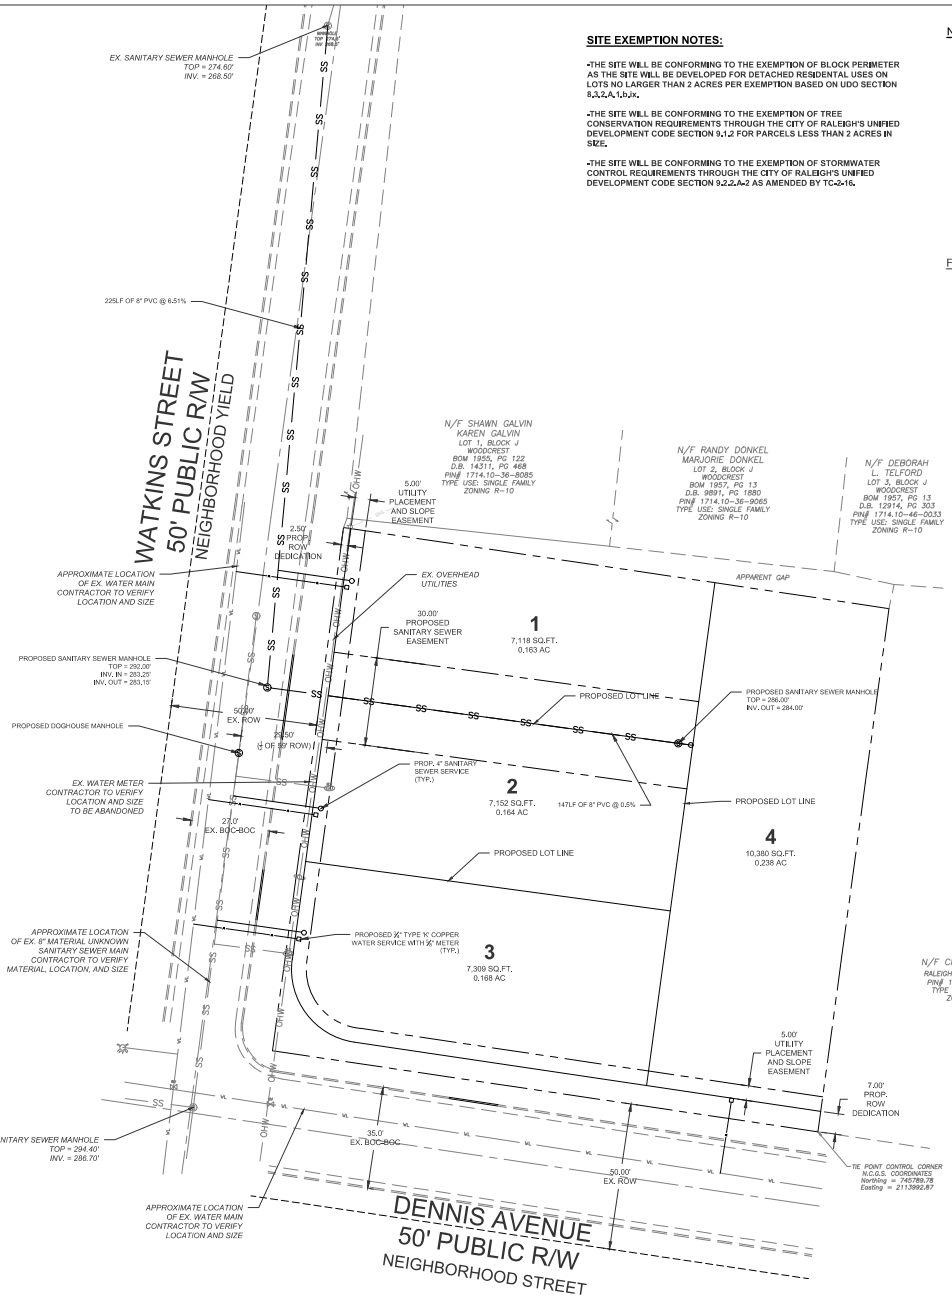 SITE EXEMPTION NOTES:
-THE SITE WILL BE CONFORMING TO THE EXEMPTION OF BLOCK PERIMETER
AS THE SITE WILL BE DEVELOPED FOR DETACHED RESIDENTIAL USES ON
LOTS NO LARGER THAN 2 ACRES PER EXEMPTION BASED ON UDO SECTION
8.3.2.A.1.b.ix.
-THE SITE WILL BE CONFORMING TO THE EXEMPTION OF TREE
CONSERVATION REQUIREMENTS THROUGH THE CITY OF RALEIGH'S UNIFIED
DEVELOPMENT CODE SECTION 9.1.2 FOR PARCELS LESS THAN 2 ACRES IN
SIZE.
-THE SITE WILL BE CONFORMING TO THE EXEMPTION OF STORMWATER
CONTROL REQUIREMENTS THROUGH THE CITY OF RALEIGH'S UNIFIED
DEVELOPMENT CODE SECTION 9.2.2.A-2 AS AMENDED BY TC-2-16.
EX. SANITARY SEWER MANHOLE
TOP = 274.60'
INV. = 268.50'
225LF OF 8" PVC @ 6.51%
WATKINS STREET
50' PUBLIC R/W
NEIGHBORHOOD YIELD
N/F SHAWN GALVIN
KAREN GALVIN
LOT 1, BLOCK J
WOODCREST
BOM 1955, PG 122
D.B. 14311, PG 468
PIN# 1714.10-36-8085
TYPE USE: SINGLE FAMILY
ZONING R-10
N/F RANDY DONKEL
MARJORIE DONKEL
LOT 2, BLOCK J
WOODCREST
BOM 1957, PG 13
D.B. 9891, PG 1880
PIN# 1714.10-36-9065
TYPE USE: SINGLE FAMILY
ZONING R-10
N/F DEBORAH
L. TELFORD
LOT 3, BLOCK J
WOODCREST
BOM 1957, PG 13
D.B. 12914, PG 303
PIN# 1714.10-46-0033
TYPE USE: SINGLE FAMILY
ZONING R-10
5.00'
UTILITY
PLACEMENT
AND SLOPE
EASEMENT
2.50'
PROP.
ROW
DEDICATION
APPROXIMATE LOCATION
OF EX. WATER MAIN
CONTRACTOR TO VERIFY
LOCATION AND SIZE
EX. OVERHEAD
UTILITIES
APPARENT GAP
30.00'
PROPOSED
SANITARY SEWER
EASEMENT
1
7,118 SQ.FT.
0.163 AC
PROPOSED SANITARY SEWER MANHOLE
TOP = 292.00'
INV. IN = 283.25'
INV. OUT = 283.15'
PROPOSED LOT LINE
PROPOSED SANITARY SEWER MANHOLE
TOP = 286.00'
INV. OUT = 284.00'
50.00'
EX. ROW
PROPOSED DOGHOUSE MANHOLE
29.50'
(½ OF 59' ROW)
EX. WATER METER
CONTRACTOR TO VERIFY
LOCATION AND SIZE
TO BE ABANDONED
PROP. 4" SANITARY
SEWER SERVICE
(TYP.)
2
7,152 SQ.FT.
0.164 AC
147LF OF 8" PVC @ 0.5%
PROPOSED LOT LINE
27.0'
EX. BOC-BOC
4
10,380 SQ.FT.
0.238 AC
PROPOSED LOT LINE
APPROXIMATE LOCATION
OF EX. 8" MATERIAL UNKNOWN
SANITARY SEWER MAIN
CONTRACTOR TO VERIFY
MATERIAL, LOCATION, AND SIZE
PROPOSED TYPE 'K' COPPER
WATER SERVICE WITH METER
(TYP.)
3
7,309 SQ.FT.
0.168 AC
5.00'
UTILITY
PLACEMENT
AND SLOPE
EASEMENT
7.00'
PROP.
ROW
DEDICATION
NITARY SEWER MANHOLE
TOP = 294.40'
INV. = 286.70'
35.0'
EX. BOC-BOC
50.00'
EX. ROW
TIE POINT CONTROL CORNER
N.C.G.S. COORDINATES
Northing = 745789.78
Easting = 2113992.87
APPROXIMATE LOCATION
OF EX. WATER MAIN
CONTRACTOR TO VERIFY
LOCATION AND SIZE
DENNIS AVENUE
50' PUBLIC R/W
NEIGHBORHOOD STREET